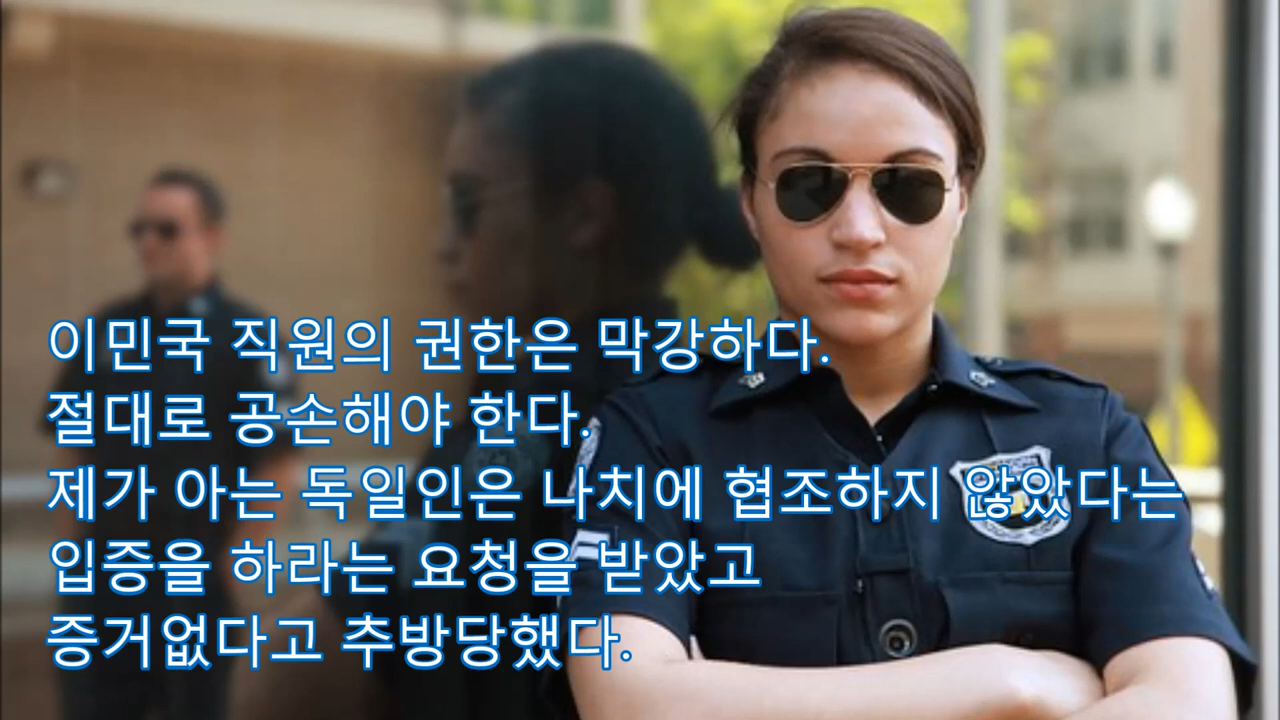 이민국 직원의 권한은 막강하다.
절대로 공손해야 한다.
제가 아는 독일인은 나치에 협조하지 않았다는
입증을 하라는 요청을 받았고
증거없다고 추방당했다.